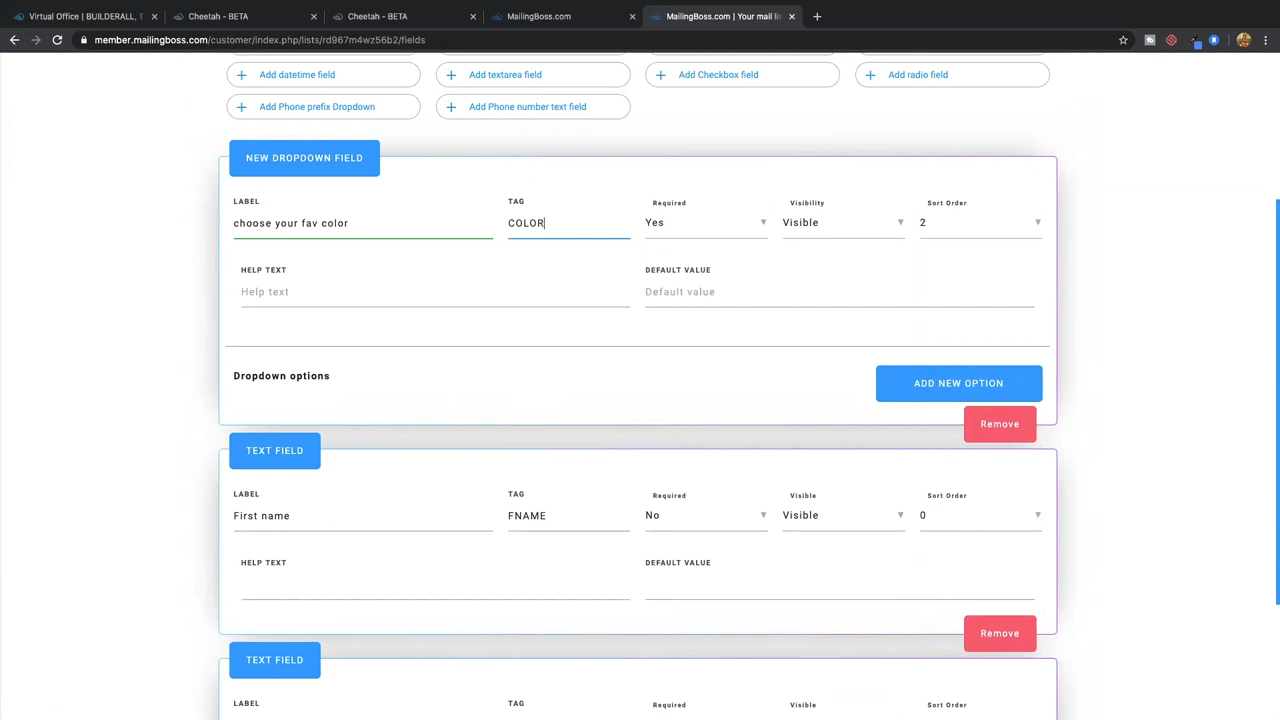 Virtual Office | BUILDERALL, T
Cheetah - BETA
Cheetah - BETA
MailingBoss.com
MailingBoss.com | Your mail lis
member.mailingboss.com/customer/index.php/lists/rd967m4wz56b2/fields
+ Add datetime field
+ Add textarea field
+ Add Checkbox field
+ Add radio field
+ Add Phone prefix Dropdown
+ Add Phone number text field
NEW DROPDOWN FIELD
LABEL TAG Required Visibility Sort Order
choose your fav color COLOR Yes Visible 2
HELP TEXT DEFAULT VALUE
Help text Default value
Dropdown options ADD NEW OPTION
Remove
TEXT FIELD
LABEL TAG Required Visible Sort Order
First name FNAME No Visible 0
HELP TEXT DEFAULT VALUE
Remove
TEXT FIELD
LABEL TAG Required Visible Sort Order